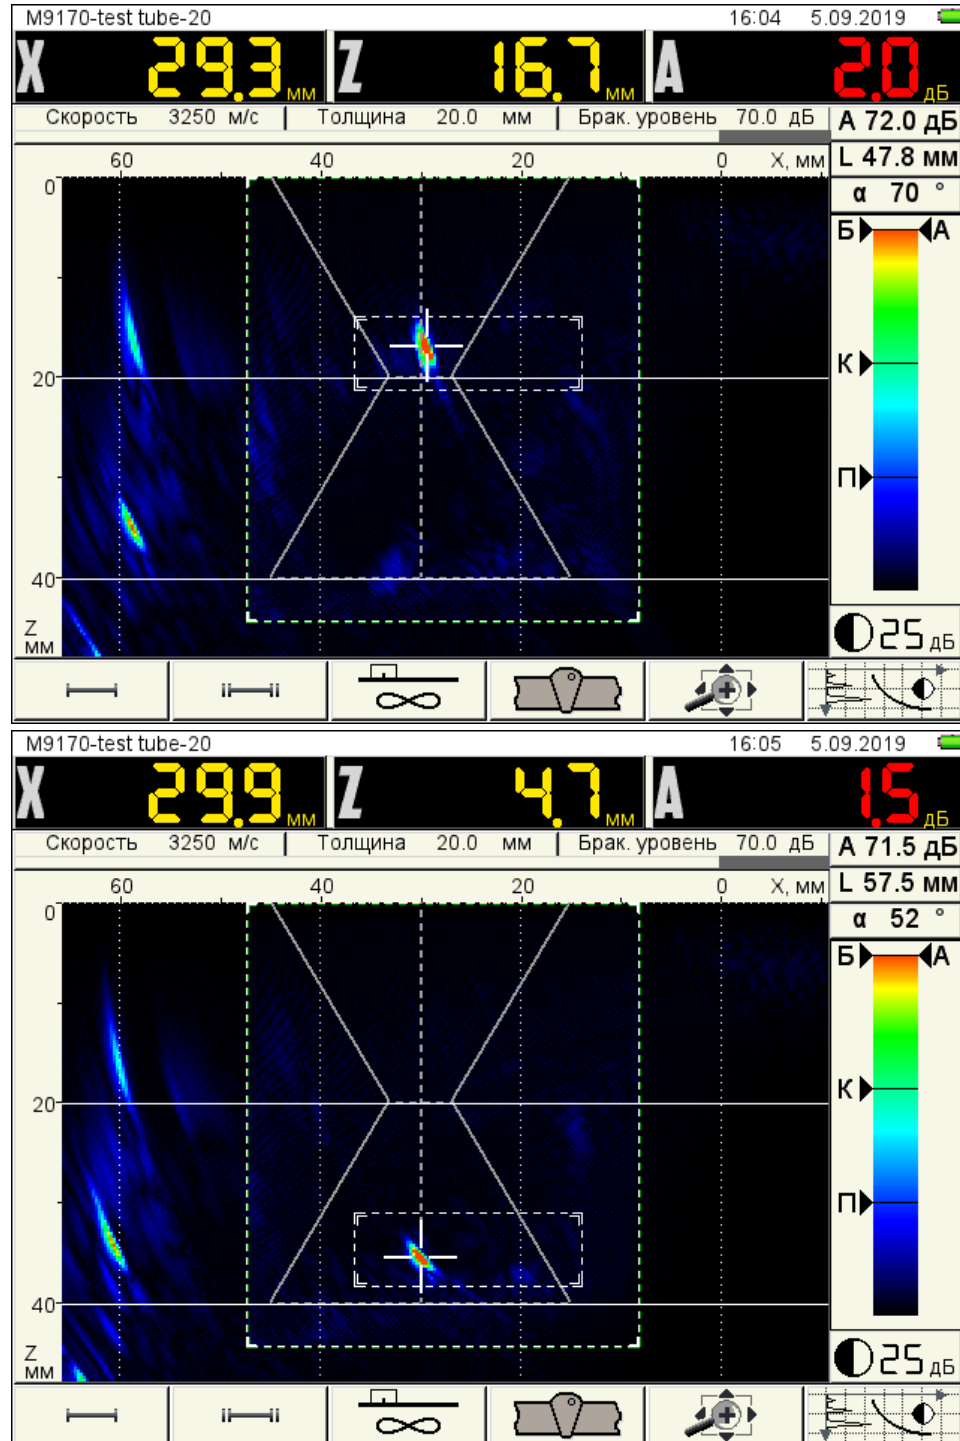 M9170-test tube-20 16:04 5.09.2019
X 29.3 мм Z 16.7 мм A 2.0 дБ
Скорость 3250 м/с Толщина 20.0 мм Брак. уровень 70.0 дБ A 72.0 дБ
60 40 20 0 X, мм L 47.8 мм
0 α 70 °
Б A
К
20
П
40
Z
мм
25 дБ
M9170-test tube-20 16:05 5.09.2019
X 29.9 мм Z 4.7 мм A 1.5 дБ
Скорость 3250 м/с Толщина 20.0 мм Брак. уровень 70.0 дБ A 71.5 дБ
60 40 20 0 X, мм L 57.5 мм
0 α 52 °
Б A
К
20
П
40
Z
мм
25 дБ